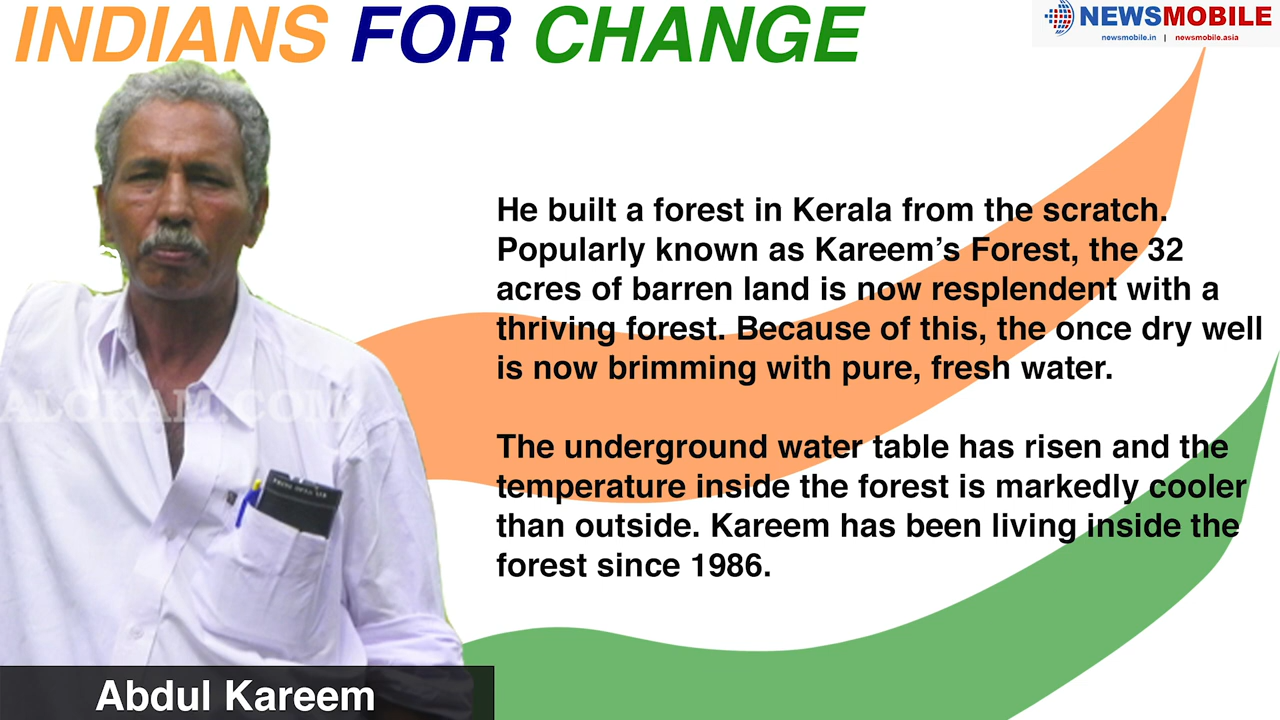 INDIANS FOR CHANGE
NEWSMOBILE
newsmobile.in | newsmobile.asia
He built a forest in Kerala from the scratch.
Popularly known as Kareem’s Forest, the 32
acres of barren land is now resplendent with a
thriving forest. Because of this, the once dry well
is now brimming with pure, fresh water.
The underground water table has risen and the
temperature inside the forest is markedly cooler
than outside. Kareem has been living inside the
forest since 1986.
ALOKAM.COM
Abdul Kareem